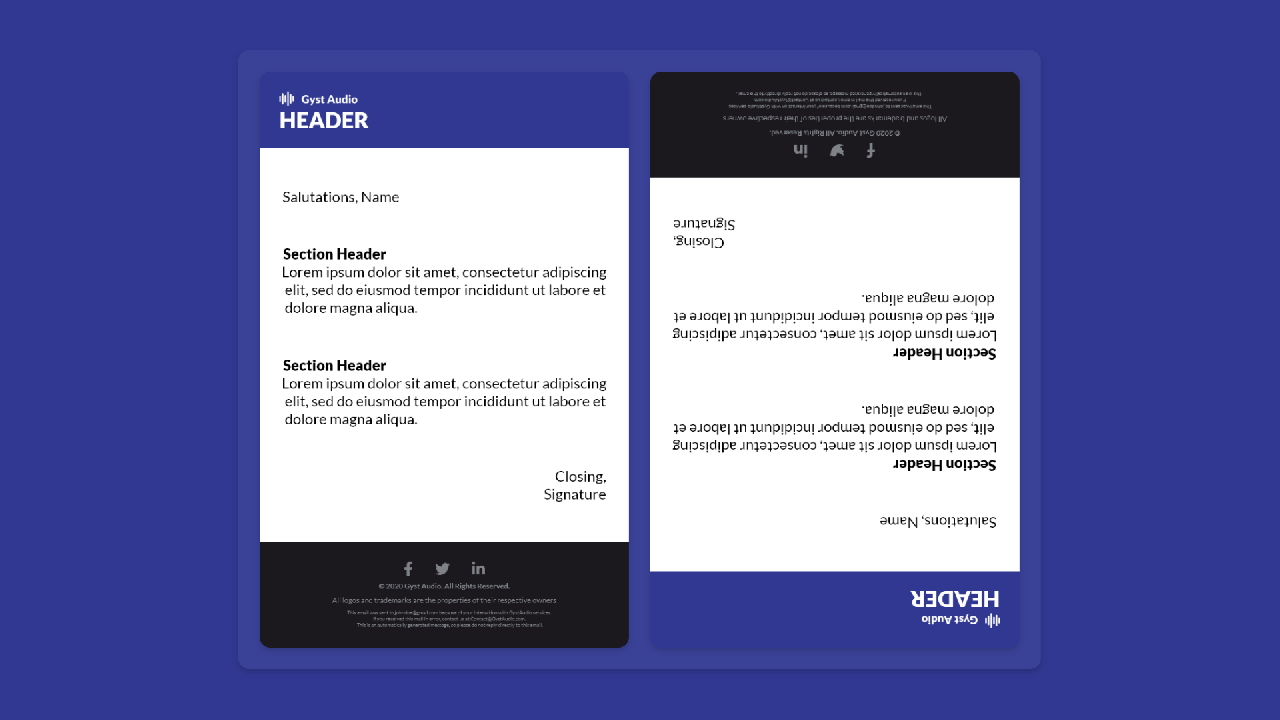 Gyst Audio
HEADER
Salutations, Name
Section Header
Lorem ipsum dolor sit amet, consectetur adipiscing
elit, sed do eiusmod tempor incididunt ut labore et
dolore magna aliqua.
Section Header
Lorem ipsum dolor sit amet, consectetur adipiscing
elit, sed do eiusmod tempor incididunt ut labore et
dolore magna aliqua.
Closing,
Signature
© 2020 Gyst Audio. All Rights Reserved.
All logos and trademarks are the properties of their respective owners
Gyst Audio
HEADER
Salutations, Name
Section Header
Lorem ipsum dolor sit amet, consectetur adipiscing
elit, sed do eiusmod tempor incididunt ut labore et
dolore magna aliqua.
Section Header
Lorem ipsum dolor sit amet, consectetur adipiscing
elit, sed do eiusmod tempor incididunt ut labore et
dolore magna aliqua.
Closing,
Signature
© 2020 Gyst Audio. All Rights Reserved.
All logos and trademarks are the properties of their respective owners